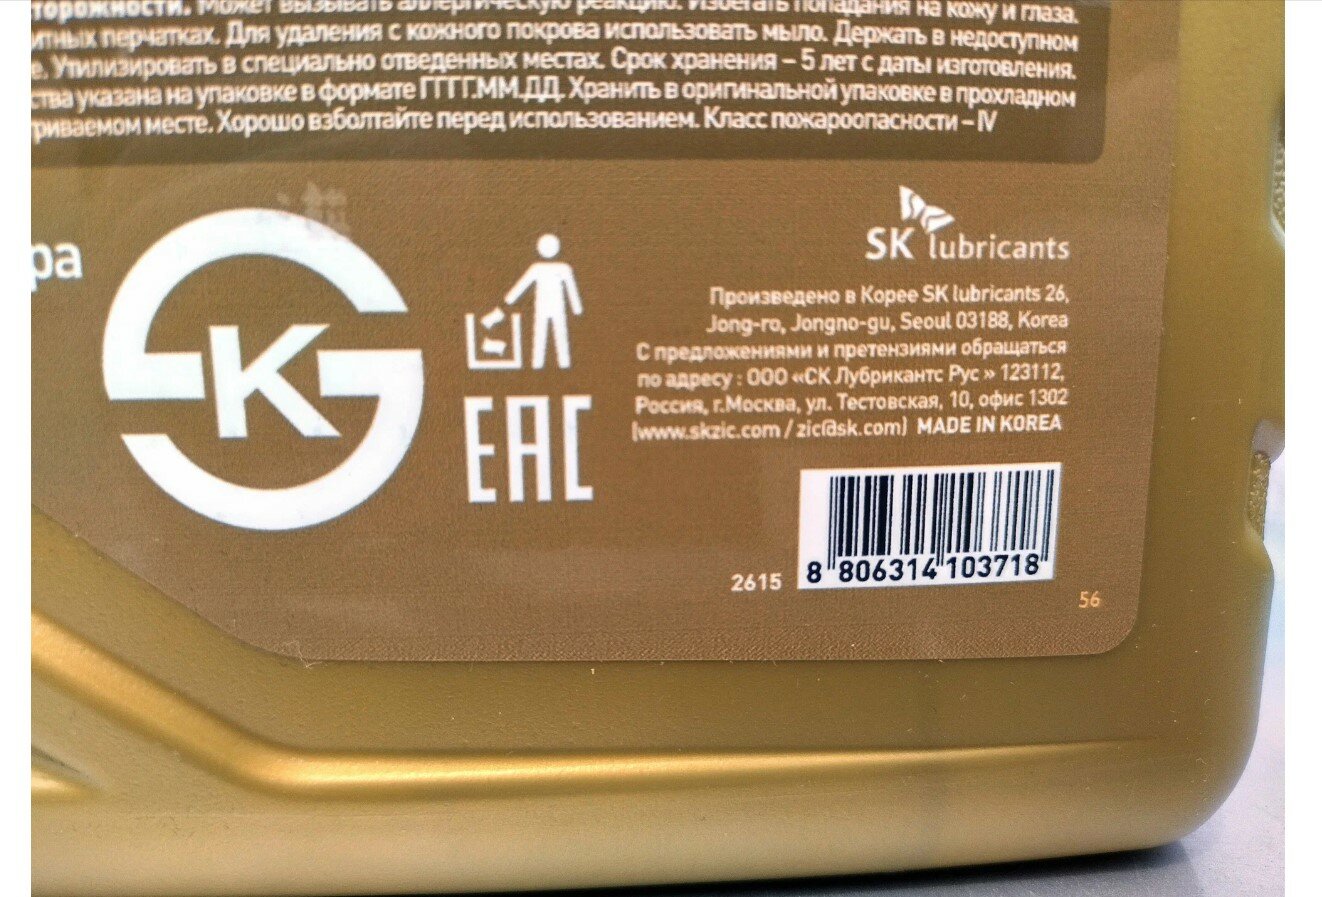 торожности. Может вызывать аллергическую реакцию. Избегать попадания на кожу и глаза.
итных перчатках. Для удаления с кожного покрова использовать мыло. Держать в недоступном
е. Утилизировать в специально отведенных местах. Срок хранения – 5 лет с даты изготовления.
ства указана на упаковке в формате ГГГГ.ММ.ДД. Хранить в оригинальной упаковке в прохладном
риваемом месте. Хорошо взболтайте перед использованием. Класс пожароопасности – IV
ра
K
EAC
SK lubricants
Произведено в Корее SK lubricants 26,
Jong-ro, Jongno-gu, Seoul 03188, Korea
С предложениями и претензиями обращаться
по адресу : ООО «СК Лубрикантс Рус » 123112,
Россия, г.Москва, ул. Тестовская, 10, офис 1302
(www.skzic.com / zic@sk.com) MADE IN KOREA
2615
8 806314 103718
56